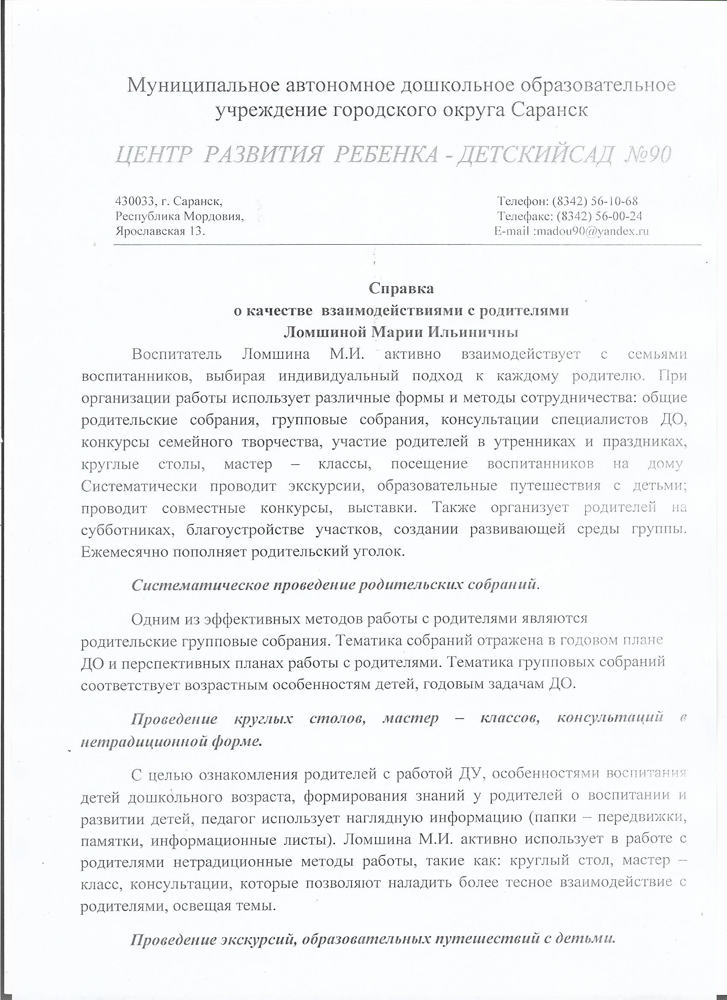 Муниципальное автономное дошкольное образовательное
учреждение городского округа Саранск
ЦЕНТР РАЗВИТИЯ РЕБЕНКА - ДЕТСКИЙСАД №90
430033, г. Саранск,
Республика Мордовия,
Ярославская 13.
Телефон: (8342) 56-10-68
Телефакс: (8342) 56-00-24
E-mail :madou90@yandex.ru
Справка
о качестве взаимодействиями с родителями
Ломшиной Марии Ильиничны
Воспитатель Ломшина М.И. активно взаимодействует с семьями
воспитанников, выбирая индивидуальный подход к каждому родителю. При
организации работы использует различные формы и методы сотрудничества: общие
родительские собрания, групповые собрания, консультации специалистов ДО,
конкурсы семейного творчества, участие родителей в утренниках и праздниках,
круглые столы, мастер – классы, посещение воспитанников на дому
Систематически проводит экскурсии, образовательные путешествия с детьми;
проводит совместные конкурсы, выставки. Также организует родителей на
субботниках, благоустройстве участков, создании развивающей среды группы.
Ежемесячно пополняет родительский уголок.
Систематическое проведение родительских собраний.
Одним из эффективных методов работы с родителями являются
родительские групповые собрания. Тематика собраний отражена в годовом плане
ДО и перспективных планах работы с родителями. Тематика групповых собраний
соответствует возрастным особенностям детей, годовым задачам ДО.
Проведение круглых столов, мастер – классов, консультаций в
нетрадиционной форме.
С целью ознакомления родителей с работой ДУ, особенностями воспитания
детей дошкольного возраста, формирования знаний у родителей о воспитании и
развитии детей, педагог использует наглядную информацию (папки – передвижки,
памятки, информационные листы). Ломшина М.И. активно использует в работе с
родителями нетрадиционные методы работы, такие как: круглый стол, мастер –
класс, консультации, которые позволяют наладить более тесное взаимодействие с
родителями, освещая темы.
Проведение экскурсий, образовательных путешествий с детьми.